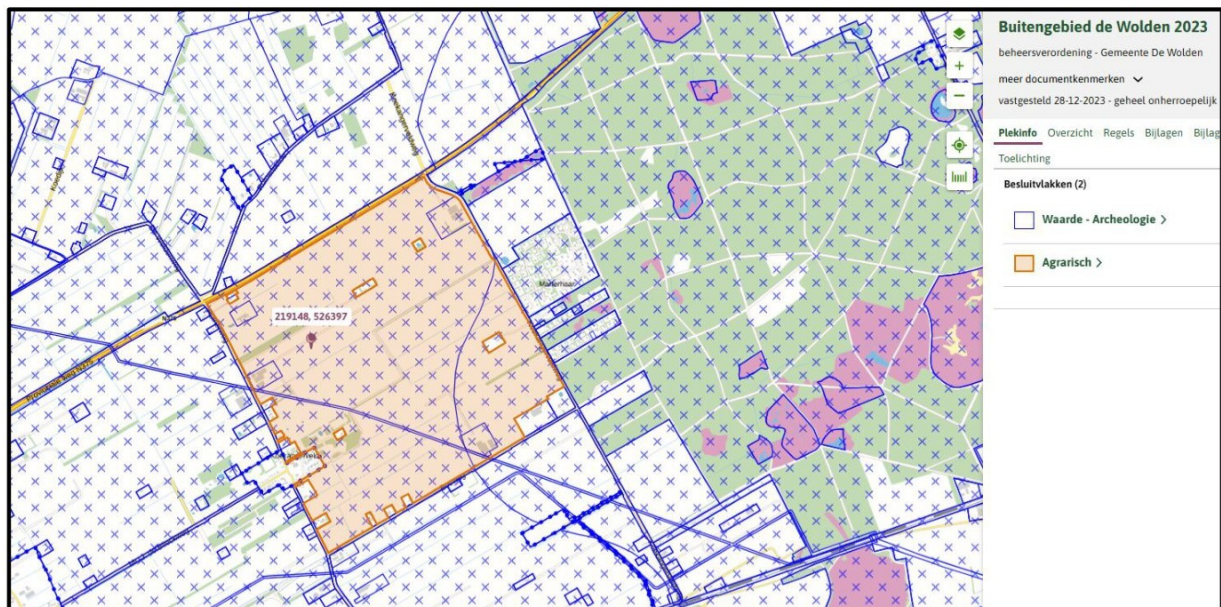 Buitengebied de Wolden 2023
beheersverordening - Gemeente De Wolden
meer documentkenmerken
vastgesteld 28-12-2023 - geheel onherroepelijk
Plekinfo Overzicht Regels Bijlagen Bijlag
Toelichting
Besluitvlakken (2)
Waarde - Archeologie >
Agrarisch >
219148, 526397